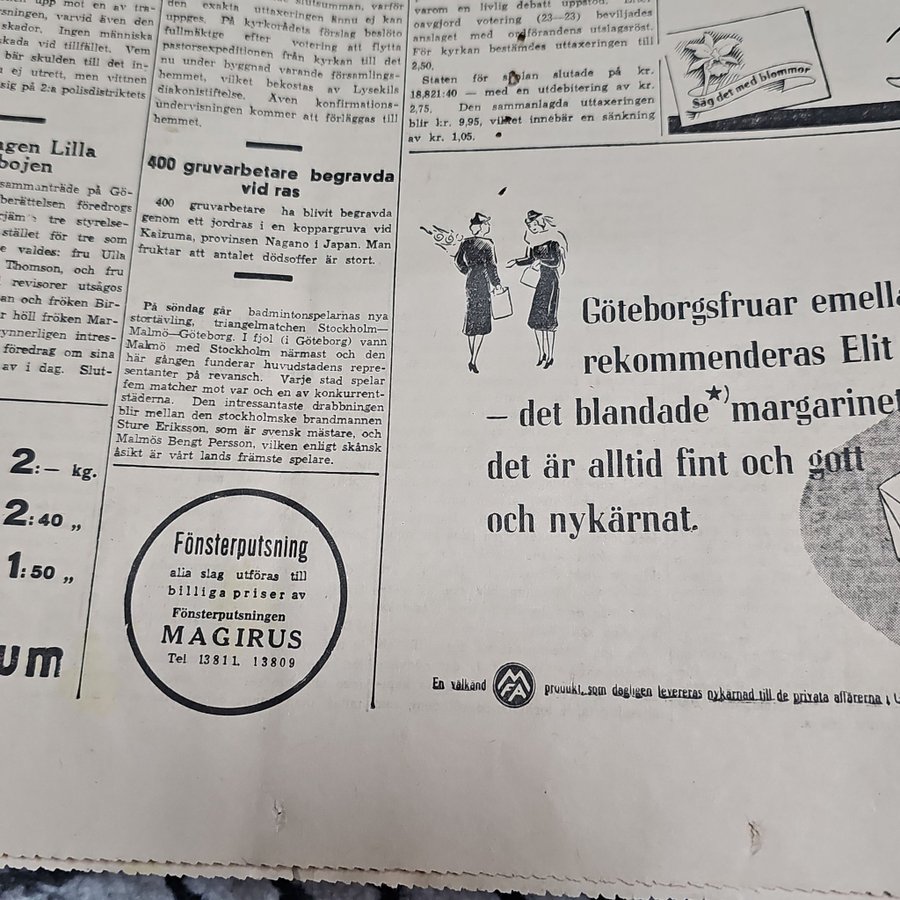 upp mot en av tra-
sningen, varvid även den
skador. Ingen människa
skada vid tillfället. Vem
bär skulden till det in-
ej utrett, men vittnen
sig på 2:a polisdistriktets
Lilla
bojen
sammanträde på Gö-
berättelsen föredrogs
tre styrelse-
stället för tre som
valdes: fru Ulla
Thomson, och fru
revisorer utsågos
och fröken Bir-
höll fröken Mar-
synnerligen intres-
föredrag om sina
av i dag. Slut-
2:— kg.
2:40 „
1:50 „
um
den exakta uttaxeringen ännu ej kan
uppges. På kyrkorådets förslag beslöto
fullmäktige efter votering att flytta
pastorsexpeditionen från kyrkan till det
nu under byggnad varande församlings-
hemmet, vilket bekostas av Lysekils
diakonistiftelse. Även konfirmations-
undervisningen kommer att förläggas till
hemmet.
400 gruvarbetare begravda
vid ras
400 gruvarbetare ha blivit begravda
genom ett jordras i en koppargruva vid
Kaizuma, provinsen Nagano i Japan. Man
fruktar att antalet dödsoffer är stort.
På söndag går badmintonspelarnas nya
stortävling, triangelmatchen Stockholm—
Malmö—Göteborg. I fjol (i Göteborg) vann
Malmö med Stockholm närmast och den
här gången funderar huvudstadens repre-
sentanter på revansch. Varje stad spelar
fem matcher mot var och en av konkurrent-
städerna. Den intressantaste drabbningen
blir mellan den stockholmske brandmannen
Sture Eriksson, som är svensk mästare, och
Malmös Bengt Persson, vilken enligt skånsk
åsikt är vårt lands främste spelare.
Fönsterputsning
alla slag utföras till
billiga priser av
Fönsterputsningen
MAGIRUS
Tel 13811. 13809
varom en livlig debatt uppstod. Efter
oavgjord votering (23—23) beviljades
anslaget med ordförandens utslagsröst.
För kyrkan bestämdes uttaxeringen till
2,50.
Staten för skolan slutade på kr.
18,821:40 — med en utdebitering av kr.
2,75. Den sammanlagda uttaxeringen
blir kr. 9,95, vilket innebär en sänkning
av kr. 1,05.
Säg det med blommor
Göteborgsfruar emella
rekommenderas Elit
– det blandade*) margarinet
det är alltid fint och gott
och nykärnat.
En välkänd MFA produkt, som dagligen levereras nykärnad till de privata affärerna i